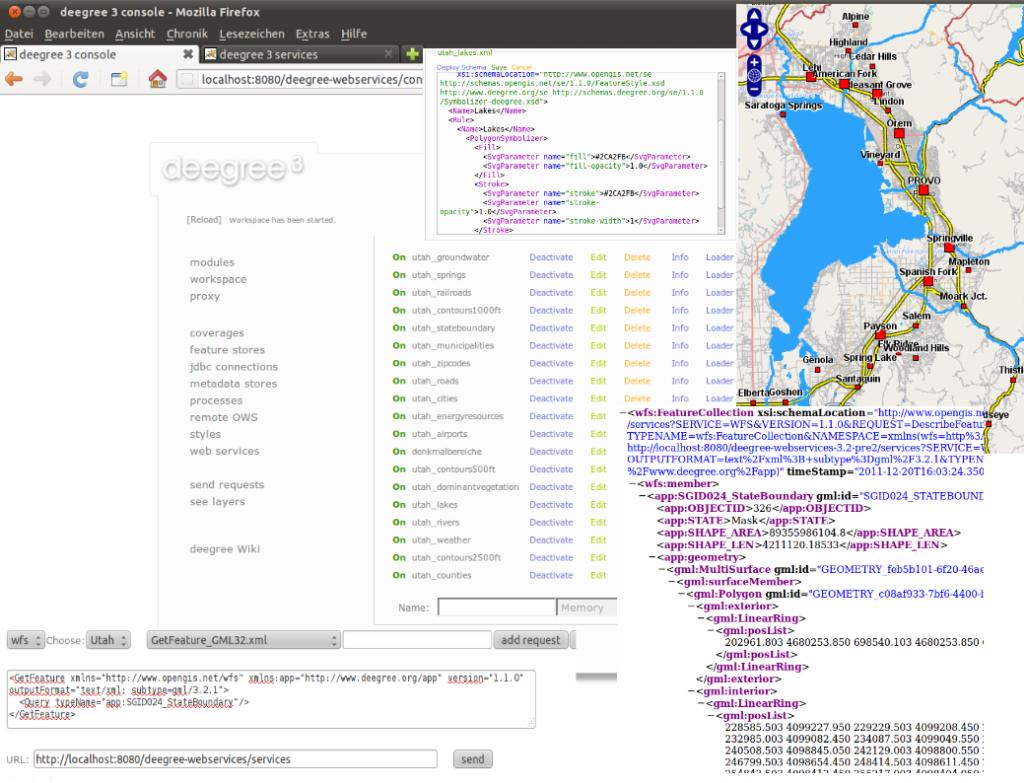 deegree 3 console - Mozilla Firefox
Datei Bearbeiten Ansicht Chronik Lesezeichen Extras Hilfe
deegree 3 console
deegree 3 services
localhost:8080/deegree-webservices/con
deegree 3
[Reload] Workspace has been started.
modules
workspace
proxy
coverages
feature stores
jdbc connections
metadata stores
processes
remote OWS
styles
web services
send requests
see layers
deegree Wiki
utah_lakes.xml
Display Schema Save Cancel
xsi:schemaLocation="http://www.opengis.net/se
http://schemas.opengis.net/se/1.1.0/FeatureStyle.xsd
http://www.deegree.org/se http://schemas.deegree.org/se/1.1.0
/Symbolizer-deegree.xsd">
<Name>Lakes</Name>
<Rule>
<Name>Lakes</Name>
<PolygonSymbolizer>
<Fill>
<SvgParameter name="fill">#2CA2FB</SvgParameter>
<SvgParameter name="fill-opacity">1.0</SvgParameter>
</Fill>
<Stroke>
<SvgParameter name="stroke">#2CA2FB</SvgParameter>
<SvgParameter name="stroke-
opacity">1.0</SvgParameter>
<SvgParameter name="stroke-width">1</SvgParameter>
</Stroke>
On utah_groundwater Deactivate Edit Delete Info Loader
On utah_springs Deactivate Edit Delete Info Loader
On utah_railroads Deactivate Edit Delete Info Loader
On utah_contours1000ft Deactivate Edit Delete Info Loader
On utah_stateboundary Deactivate Edit Delete Info Loader
On utah_municipalities Deactivate Edit Delete Info Loader
On utah_zipcodes Deactivate Edit Delete Info Loader
On utah_roads Deactivate Edit Delete Info Loader
On utah_cities Deactivate Edit Delete Info Loader
On utah_energyresources Deactivate Edit
On utah_airports Deactivate Edit
On denkmalbereiche Deactivate Edit
On utah_contours500ft Deactivate Edit
On utah_dominantvegetation Deactivate Edit
On utah_lakes Deactivate Edit
On utah_rivers Deactivate Edit
On utah_weather Deactivate Edit
On utah_contours2500ft Deactivate Edit
On utah_counties Deactivate Edit
Name: Memory
wfs Choose: Utah GetFeature_GML32.xml add request
<GetFeature xmlns="http://www.opengis.net/wfs" xmlns:app="http://www.deegree.org/app" version="1.1.0"
outputFormat="text/xml; subtype=gml/3.2.1">
<Query typeName="app:SGID024_StateBoundary"/>
</GetFeature>
URL: http://localhost:8080/deegree-webservices/services send
Alpine
Highland
Cedar Hills
Lehi
American Fork
Pleasant Grove
Lindon
Saratoga Springs
Orem
Vineyard
PROVO
Springville
Mapleton
Spanish Fork
Moark Jct.
Salem
Payson
Elk Ridge
Woodland Hills
Genola
Spring Lake
Thistl
Santaquin
Elberta
Goshen
dseye
<wfs:FeatureCollection xsi:schemaLocation="http://www.opengis.n
/services?SERVICE=WFS&VERSION=1.1.0&REQUEST=DescribeFeatur
TYPENAME=wfs:FeatureCollection&NAMESPACE=xmlns(wfs=http%3
http://localhost:8080/deegree-webservices-3.2-pre2/services?SERVICE=
OUTPUTFORMAT=text%2Fxml%3B+subtype%3Dgml%2F3.2.1&TYPEN
%2Fwww.deegree.org%2Fapp)" timeStamp="2011-12-20T16:03:24.350
<wfs:member>
<app:SGID024_StateBoundary gml:id="SGID024_STATEBOUND
<app:OBJECTID>326</app:OBJECTID>
<app:STATE>Mask</app:STATE>
<app:SHAPE_AREA>89355986104.8</app:SHAPE_AREA>
<app:SHAPE_LEN>4211120.18533</app:SHAPE_LEN>
<app:geometry>
<gml:MultiSurface gml:id="GEOMETRY_feb5b101-6f20-46ae
<gml:surfaceMember>
<gml:Polygon gml:id="GEOMETRY_c08af933-7bf6-4400-
<gml:exterior>
<gml:LinearRing>
<gml:posList>
202961.803 4680253.850 698540.103 4680253.850
</gml:posList>
</gml:LinearRing>
</gml:exterior>
<gml:interior>
<gml:LinearRing>
<gml:posList>
228585.503 4099227.950 229229.503 4099208.450
232985.003 4099082.450 234087.503 4099049.550
240508.503 4098845.050 242129.003 4098800.550
246799.503 4098654.450 248414.503 4098611.450